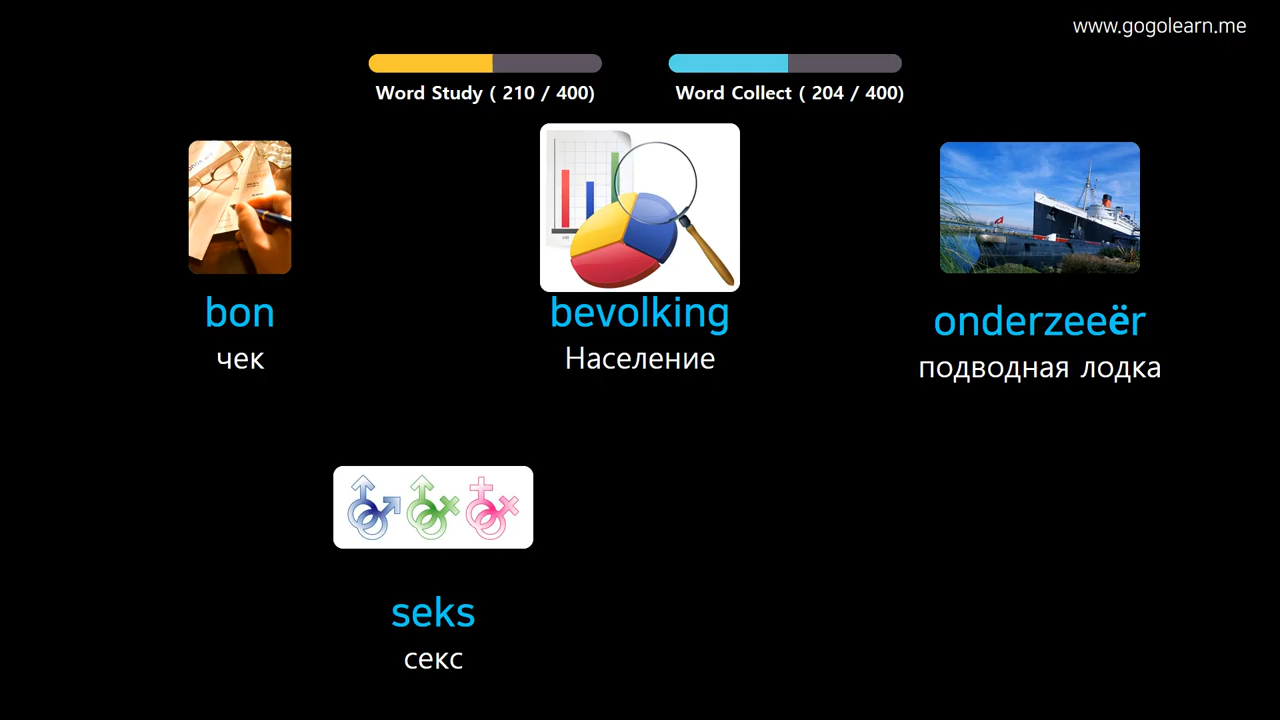 www.gogolearn.me
Word Study ( 210 / 400)
Word Collect ( 204 / 400)
bon
чек
bevolking
Население
onderzeeër
подводная лодка
seks
секс